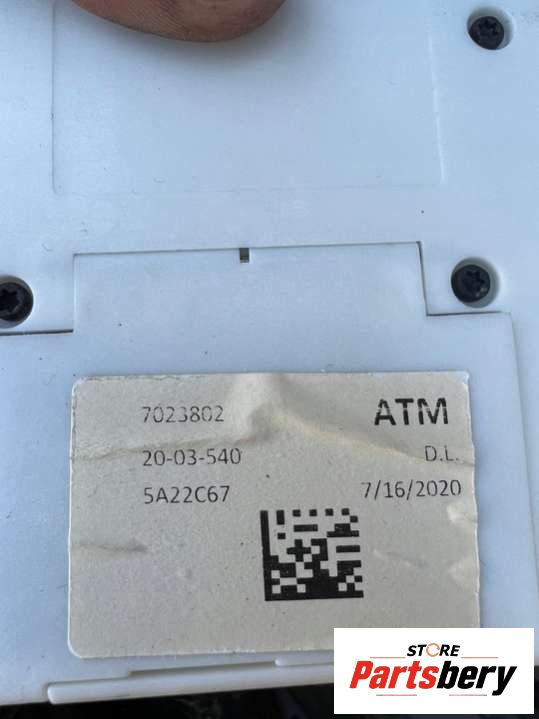 7023802 ATM
20-03-540 D.L.
5A22C67 7/16/2020
STORE
Partsbery